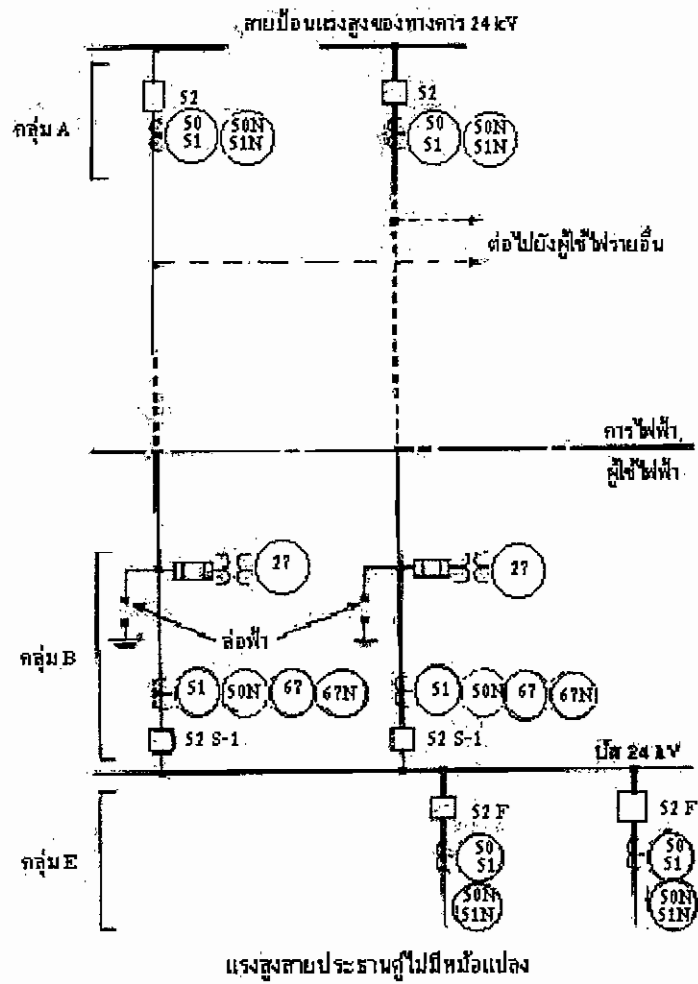 สายป้อนแรงสูงของทางการ 24 kV
52
52
กลุ่ม A
50
51
50N
51N
50
51
50N
51N
ต่อไปยังผู้ใช้ไฟรายอื่น
การไฟฟ้า
ผู้ใช้ไฟฟ้า
27
27
ล่อฟ้า
กลุ่ม B
51
50N
67
67N
51
50N
67
67N
52 S-1
52 S-1
บัส 24 kV
52 F
52 F
กลุ่ม E
50
51
50
51
50N
51N
50N
51N
แรงสูงสายประธานคู่ไม่มีหม้อแปลง